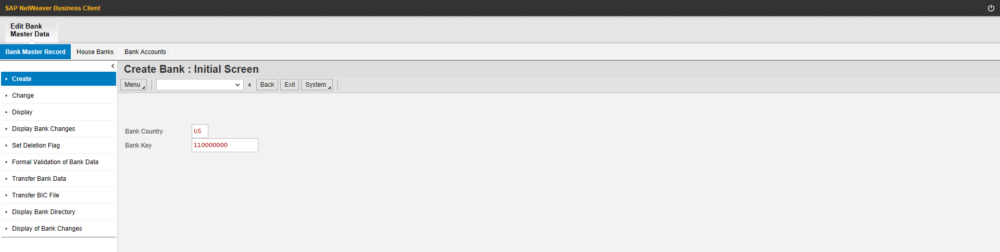 SAP NetWeaver Business Client
Edit Bank
Master Data
Bank Master Record House Banks Bank Accounts
Create Bank : Initial Screen
Menu Back Exit System
Create
Change
Display
Display Bank Changes
Set Deletion Flag
Formal Validation of Bank Data
Transfer Bank Data
Transfer BIC File
Display Bank Directory
Display of Bank Changes
Bank Country US
Bank Key 110000000